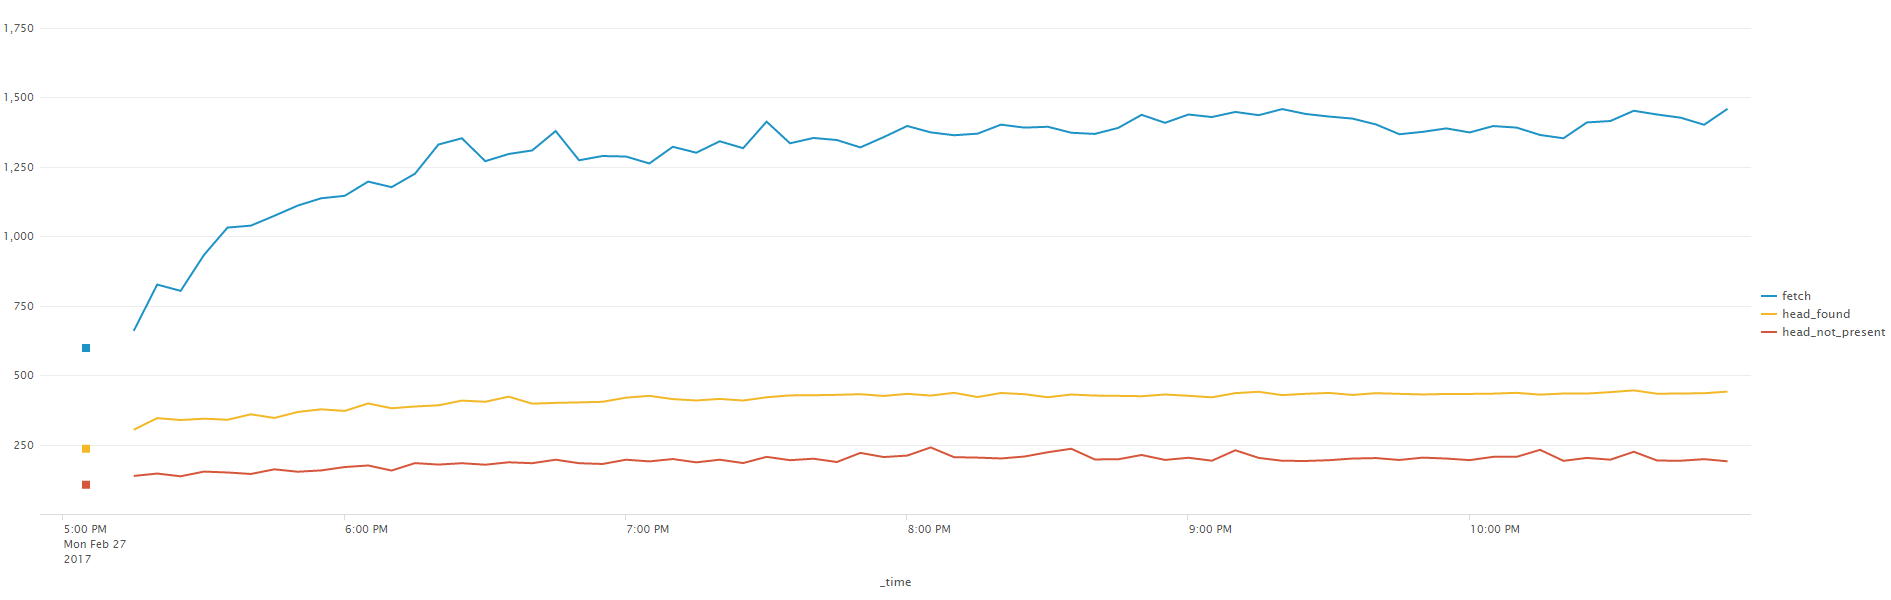 1,750
1,500
1,250
1,000
750
500
250
5:00 PM
Mon Feb 27
2017
6:00 PM
7:00 PM
8:00 PM
9:00 PM
10:00 PM
_time
fetch
head_found
head_not_present